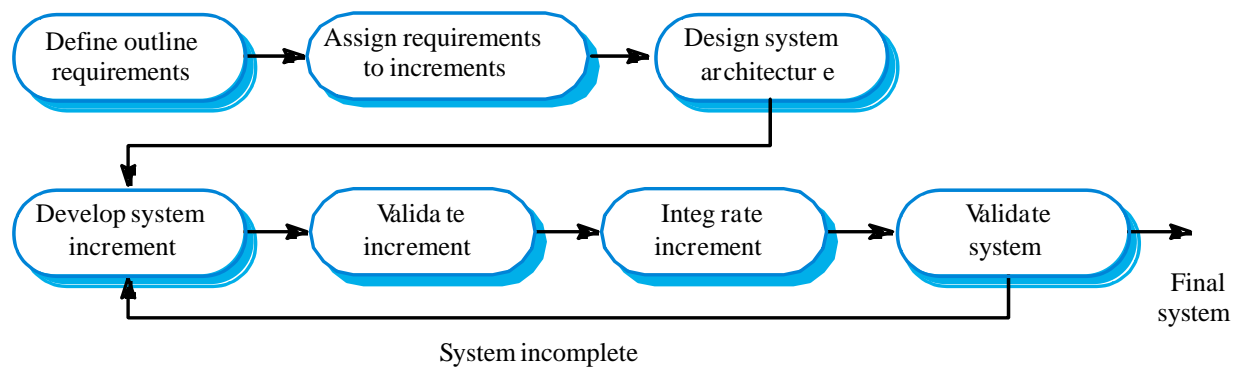 Define outline
requirements
Assign requirements
to increments
Design system
architectur e
Develop system
increment
Valida te
increment
Integ rate
increment
Validate
system
Final
system
System incomplete